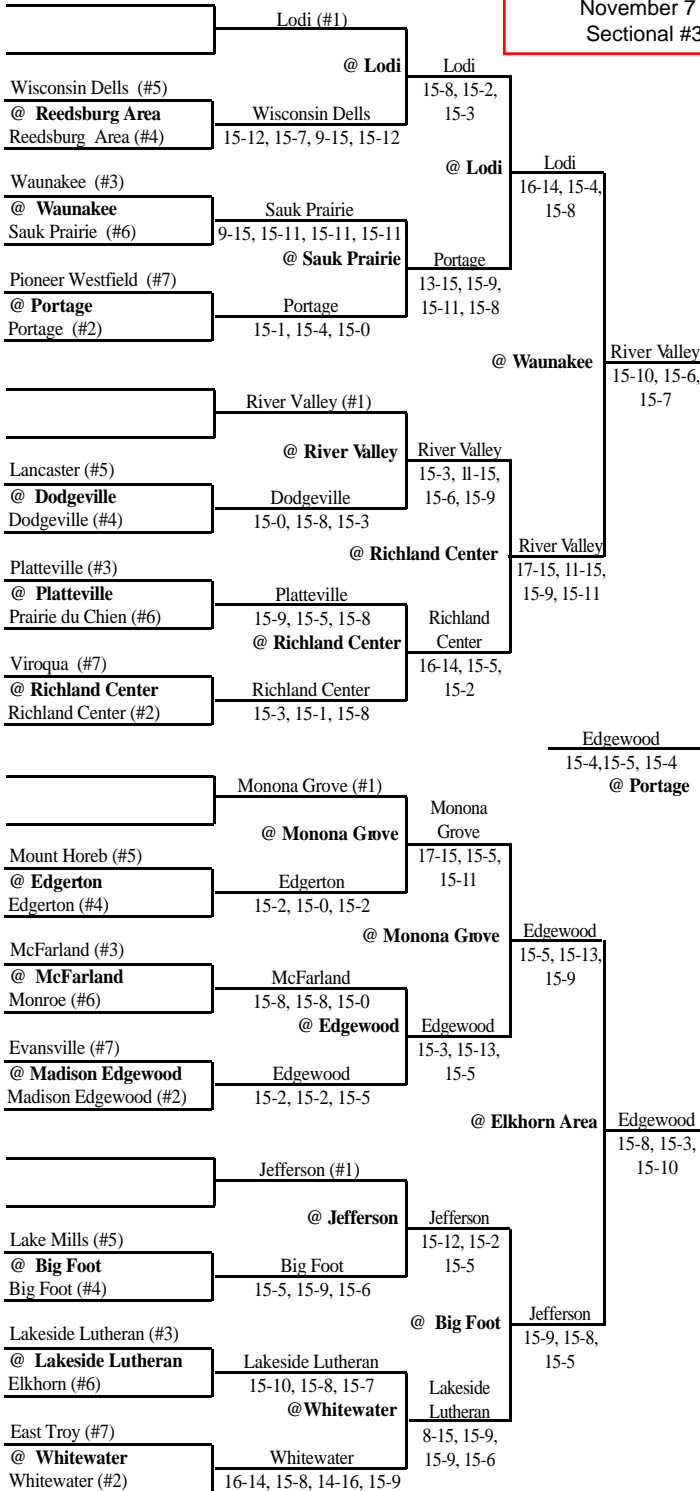 November 7
Sectional #3
Lodi (#1)
@ Lodi
Lodi
15-8, 15-2,
15-3
Wisconsin Dells (#5)
@ Reedsburg Area
Reedsburg Area (#4)
Wisconsin Dells
15-12, 15-7, 9-15, 15-12
@ Lodi
Lodi
16-14, 15-4,
15-8
Waunakee (#3)
@ Waunakee
Sauk Prairie (#6)
Sauk Prairie
9-15, 15-11, 15-11, 15-11
@ Sauk Prairie
Portage
13-15, 15-9,
15-11, 15-8
Pioneer Westfield (#7)
@ Portage
Portage (#2)
Portage
15-1, 15-4, 15-0
@ Waunakee
River Valley
15-10, 15-6,
15-7
River Valley (#1)
@ River Valley
River Valley
15-3, 11-15,
15-6, 15-9
Lancaster (#5)
@ Dodgeville
Dodgeville (#4)
Dodgeville
15-0, 15-8, 15-3
@ Richland Center
River Valley
17-15, 11-15,
15-9, 15-11
Platteville (#3)
@ Platteville
Prairie du Chien (#6)
Platteville
15-9, 15-5, 15-8
@ Richland Center
Richland
Center
16-14, 15-5,
15-2
Viroqua (#7)
@ Richland Center
Richland Center (#2)
Richland Center
15-3, 15-1, 15-8
Edgewood
15-4,15-5, 15-4
@ Portage
Monona Grove (#1)
@ Monona Grove
Monona
Grove
17-15, 15-5,
15-11
Mount Horeb (#5)
@ Edgerton
Edgerton (#4)
Edgerton
15-2, 15-0, 15-2
@ Monona Grove
Edgewood
15-5, 15-13,
15-9
McFarland (#3)
@ McFarland
Monroe (#6)
McFarland
15-8, 15-8, 15-0
@ Edgewood
Edgewood
15-3, 15-13,
15-5
Evansville (#7)
@ Madison Edgewood
Madison Edgewood (#2)
Edgewood
15-2, 15-2, 15-5
@ Elkhorn Area
Edgewood
15-8, 15-3,
15-10
Jefferson (#1)
@ Jefferson
Jefferson
15-12, 15-2
15-5
Lake Mills (#5)
@ Big Foot
Big Foot (#4)
Big Foot
15-5, 15-9, 15-6
@ Big Foot
Jefferson
15-9, 15-8,
15-5
Lakeside Lutheran (#3)
@ Lakeside Lutheran
Elkhorn (#6)
Lakeside Lutheran
15-10, 15-8, 15-7
@Whitewater
Lakeside
Lutheran
8-15, 15-9,
15-9, 15-6
East Troy (#7)
@ Whitewater
Whitewater (#2)
Whitewater
16-14, 15-8, 14-16, 15-9